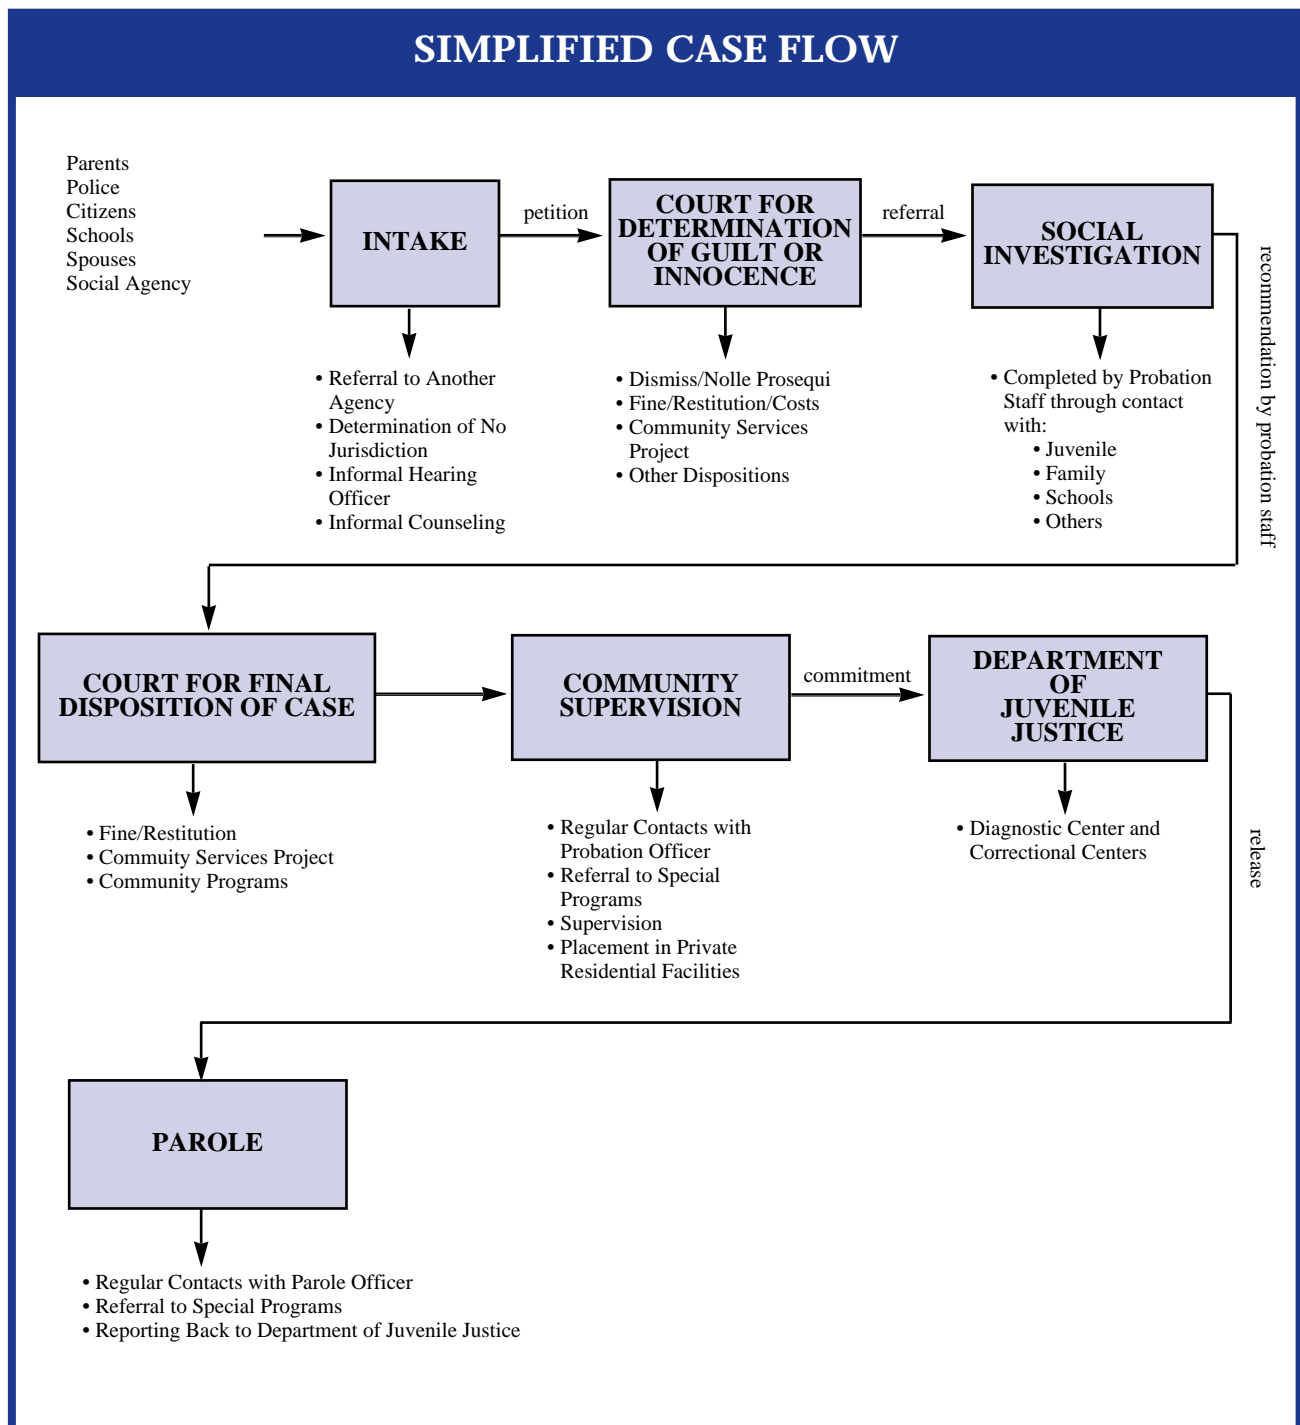 SIMPLIFIED CASE FLOW
Parents
Police
Citizens
Schools
Spouses
Social Agency
INTAKE
petition
COURT FOR
DETERMINATION
OF GUILT OR
INNOCENCE
referral
SOCIAL
INVESTIGATION
recommendation by probation staff
• Referral to Another
Agency
• Determination of No
Jurisdiction
• Informal Hearing
Officer
• Informal Counseling
• Dismiss/Nolle Prosequi
• Fine/Restitution/Costs
• Community Services
Project
• Other Dispositions
• Completed by Probation
Staff through contact
with:
• Juvenile
• Family
• Schools
• Others
COURT FOR FINAL
DISPOSITION OF CASE
COMMUNITY
SUPERVISION
commitment
DEPARTMENT
OF
JUVENILE
JUSTICE
release
• Fine/Restitution
• Commuity Services Project
• Community Programs
• Regular Contacts with
Probation Officer
• Referral to Special
Programs
• Supervision
• Placement in Private
Residential Facilities
• Diagnostic Center and
Correctional Centers
PAROLE
• Regular Contacts with Parole Officer
• Referral to Special Programs
• Reporting Back to Department of Juvenile Justice